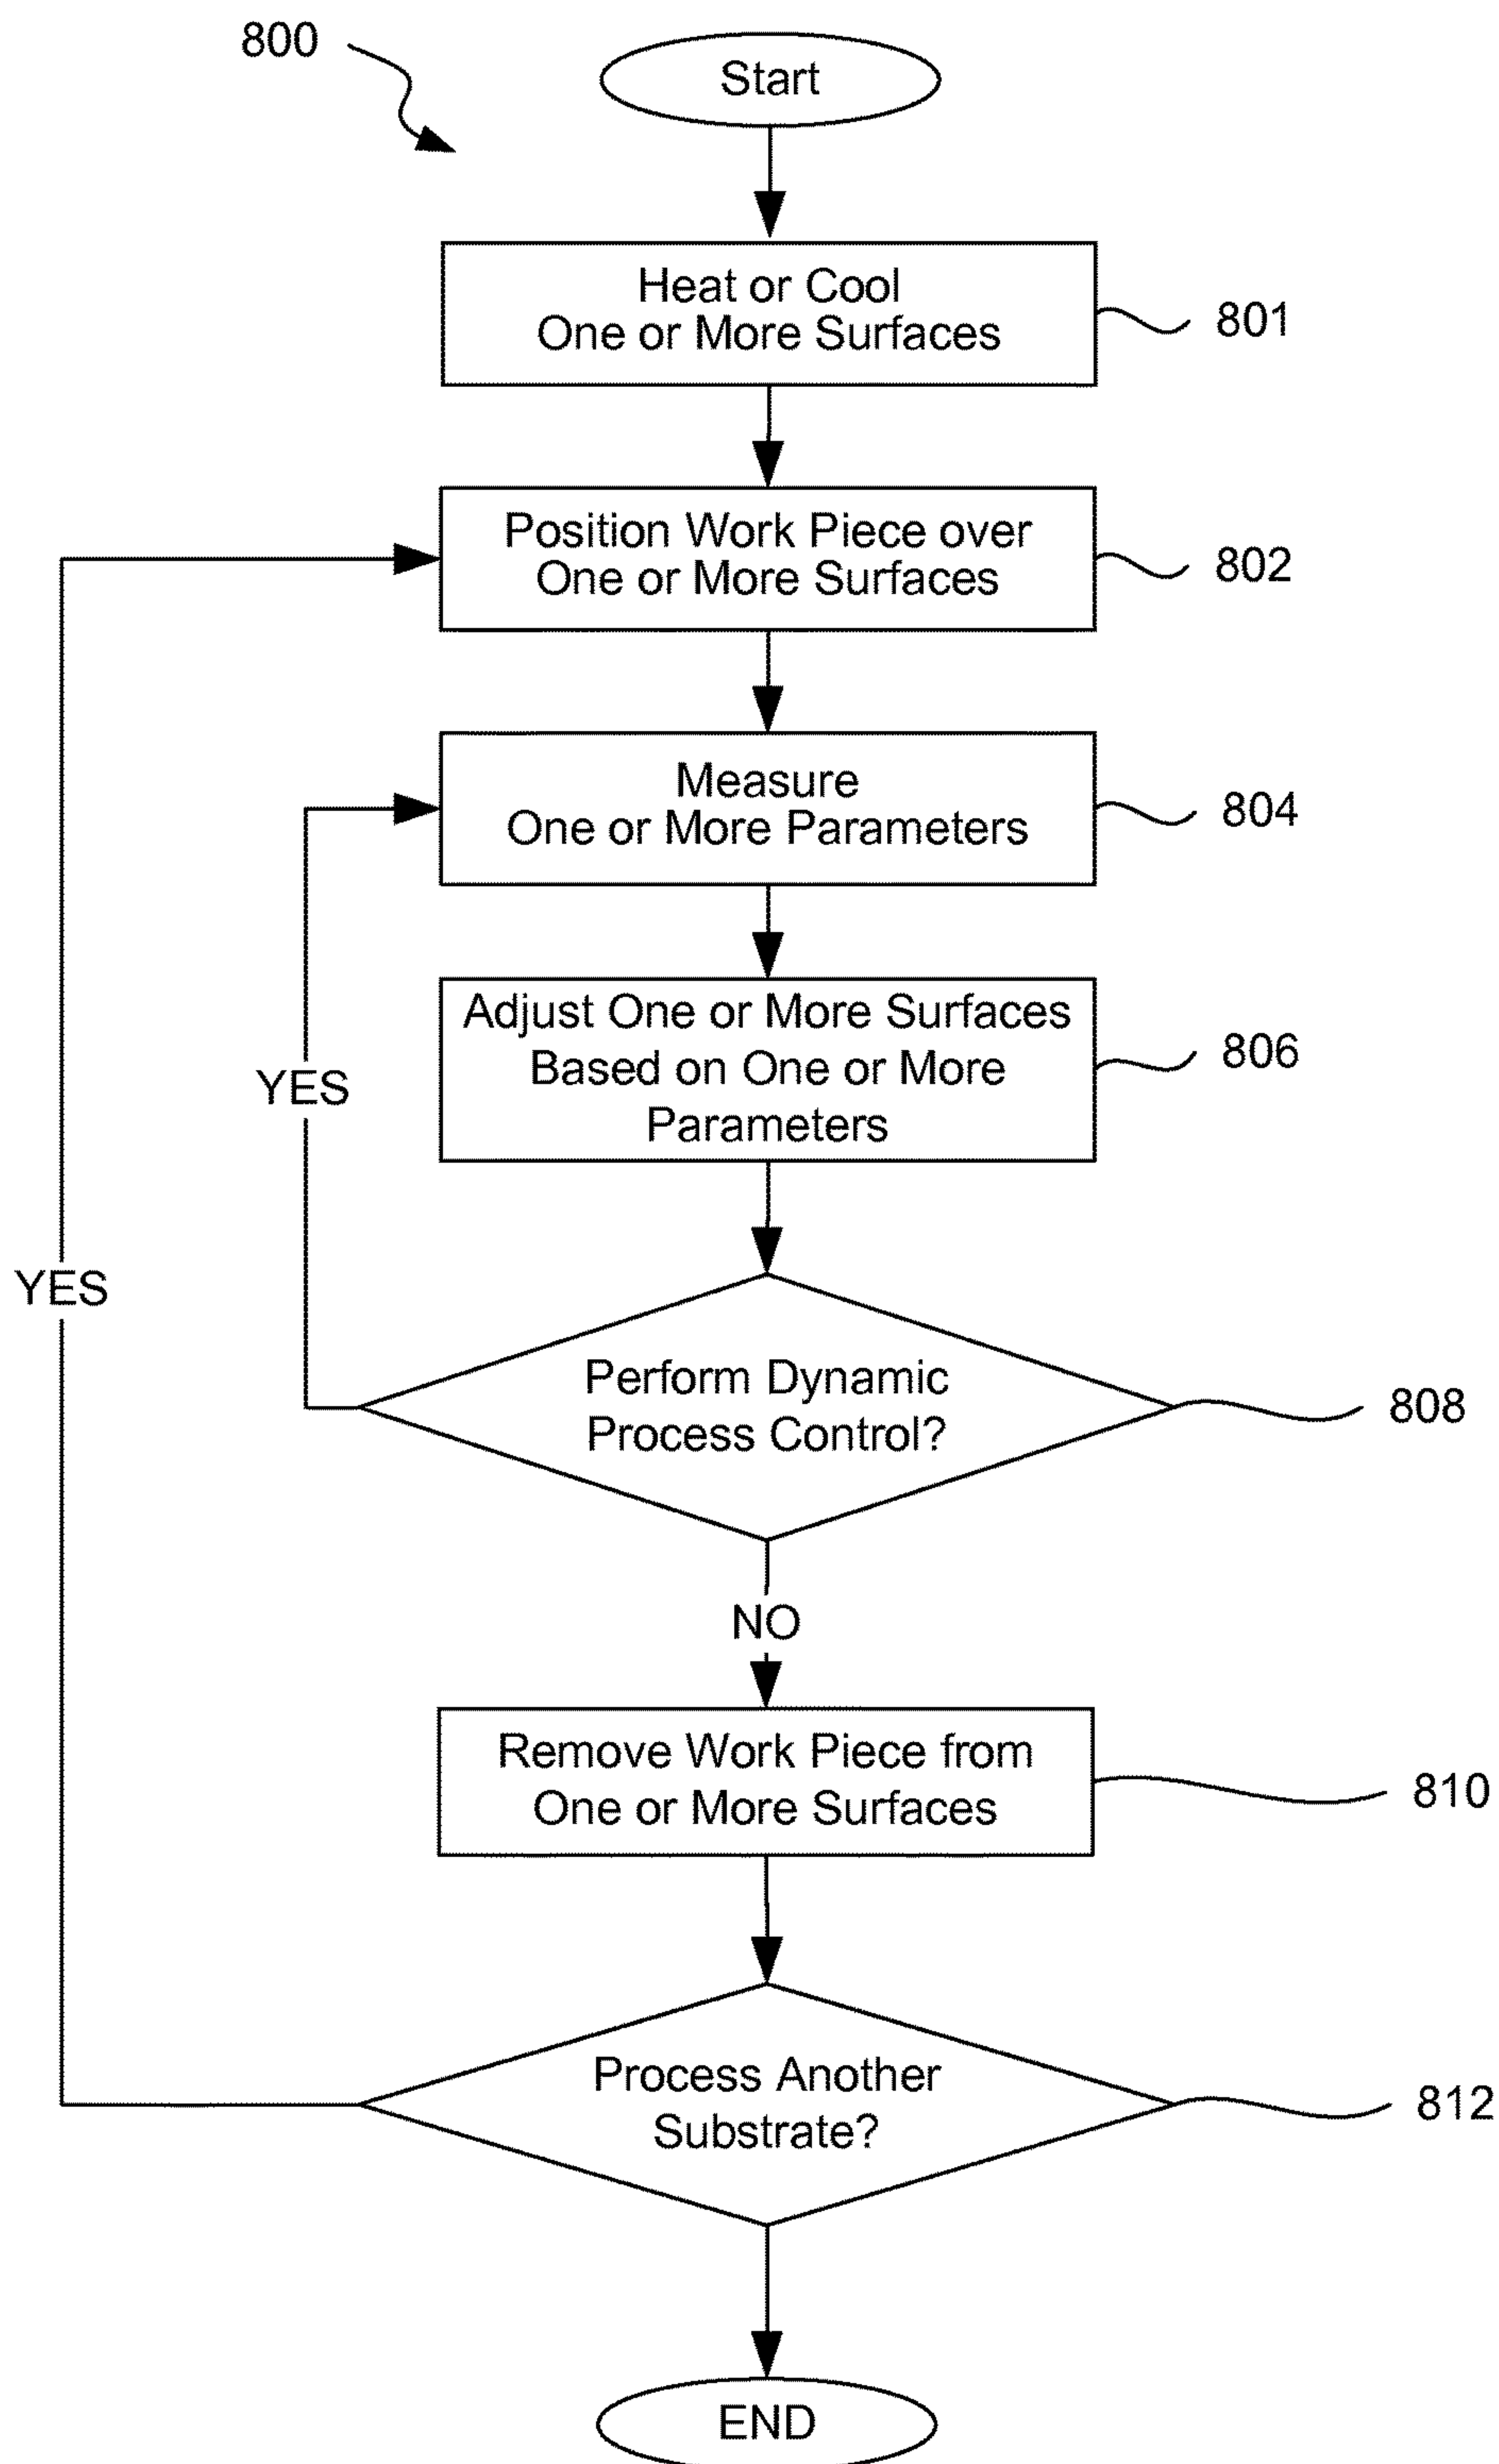 800
Start
Heat or Cool
One or More Surfaces
801
Position Work Piece over
One or More Surfaces
802
Measure
One or More Parameters
804
Adjust One or More Surfaces
Based on One or More
Parameters
806
YES
YES
Perform Dynamic
Process Control?
808
NO
Remove Work Piece from
One or More Surfaces
810
Process Another
Substrate?
812
END